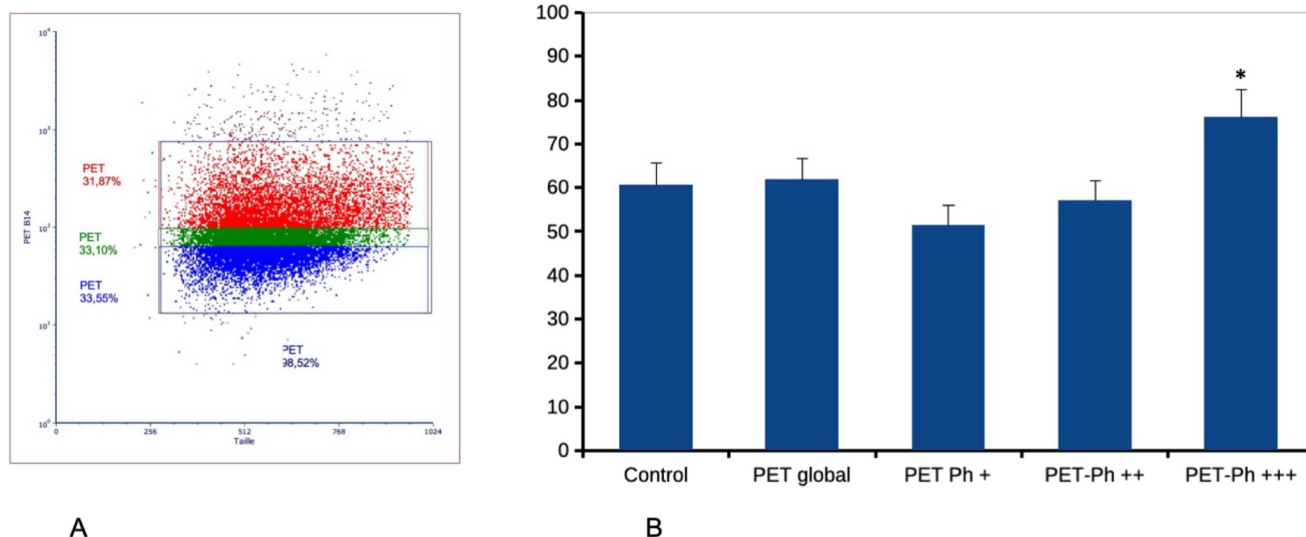 10⁴
10³
PET
31,87%
PET B14
10²
PET
33,10%
PET
33,55%
10¹
PET
98,52%
10⁰
0 256 512 768 1024
Taille
A
100
90
80
70
60
50
40
30
20
10
0
*
Control PET global PET Ph + PET-Ph ++ PET-Ph +++
B